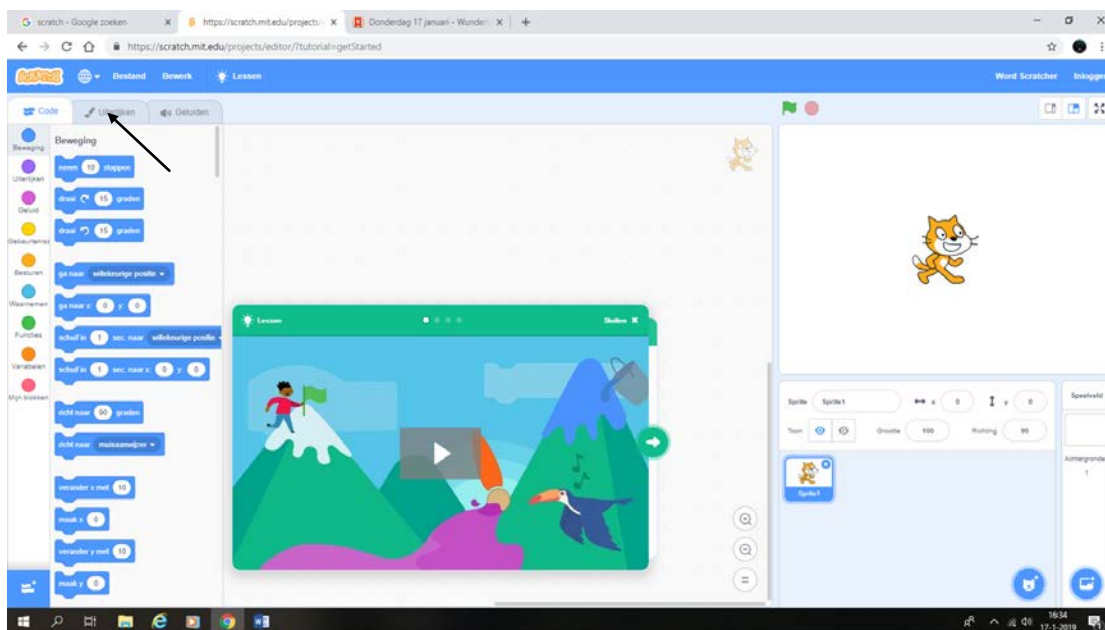 scratch - Google zoeken
https://scratch.mit.edu/projects/
Donderdag 17 januari - Wunder
https://scratch.mit.edu/projects/editor/?tutorial=getStarted
SCRATCH Bestand Bewerk Lessen Word Scratcher Inloggen
Code Uiterlijken Geluiden
Beweging
Uiterlijken
Geluid
Gebeurtenis
Besturen
Waarnemen
Functies
Variabelen
Mijn blokken
Beweging
neem 10 stappen
draai 15 graden
draai 15 graden
ga naar willekeurige positie
ga naar x: 0 y: 0
schuif in 1 sec. naar willekeurige positie
schuif in 1 sec. naar x: 0 y: 0
richt naar 90 graden
richt naar muisaanwijzer
verander x met 10
maak x 0
verander y met 10
maak y 0
Lessen Sluiten X
Sprite Sprite1 x 0 y 0
Toon Grootte 100 Richting 90
Sprite1
Speelveld
Achtergronden
1
16:34
17-1-2019